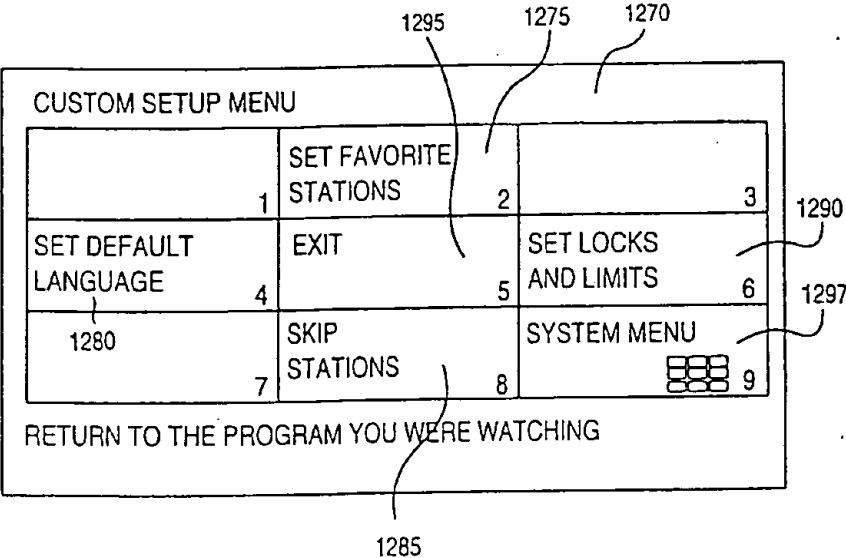 1295 1275 1270
CUSTOM SETUP MENU
1
SET FAVORITE
STATIONS 2
3
1290
SET DEFAULT
LANGUAGE 4
1280
EXIT
5
SET LOCKS
AND LIMITS 6
1297
7
SKIP
STATIONS 8
SYSTEM MENU
9
RETURN TO THE PROGRAM YOU WERE WATCHING
1285